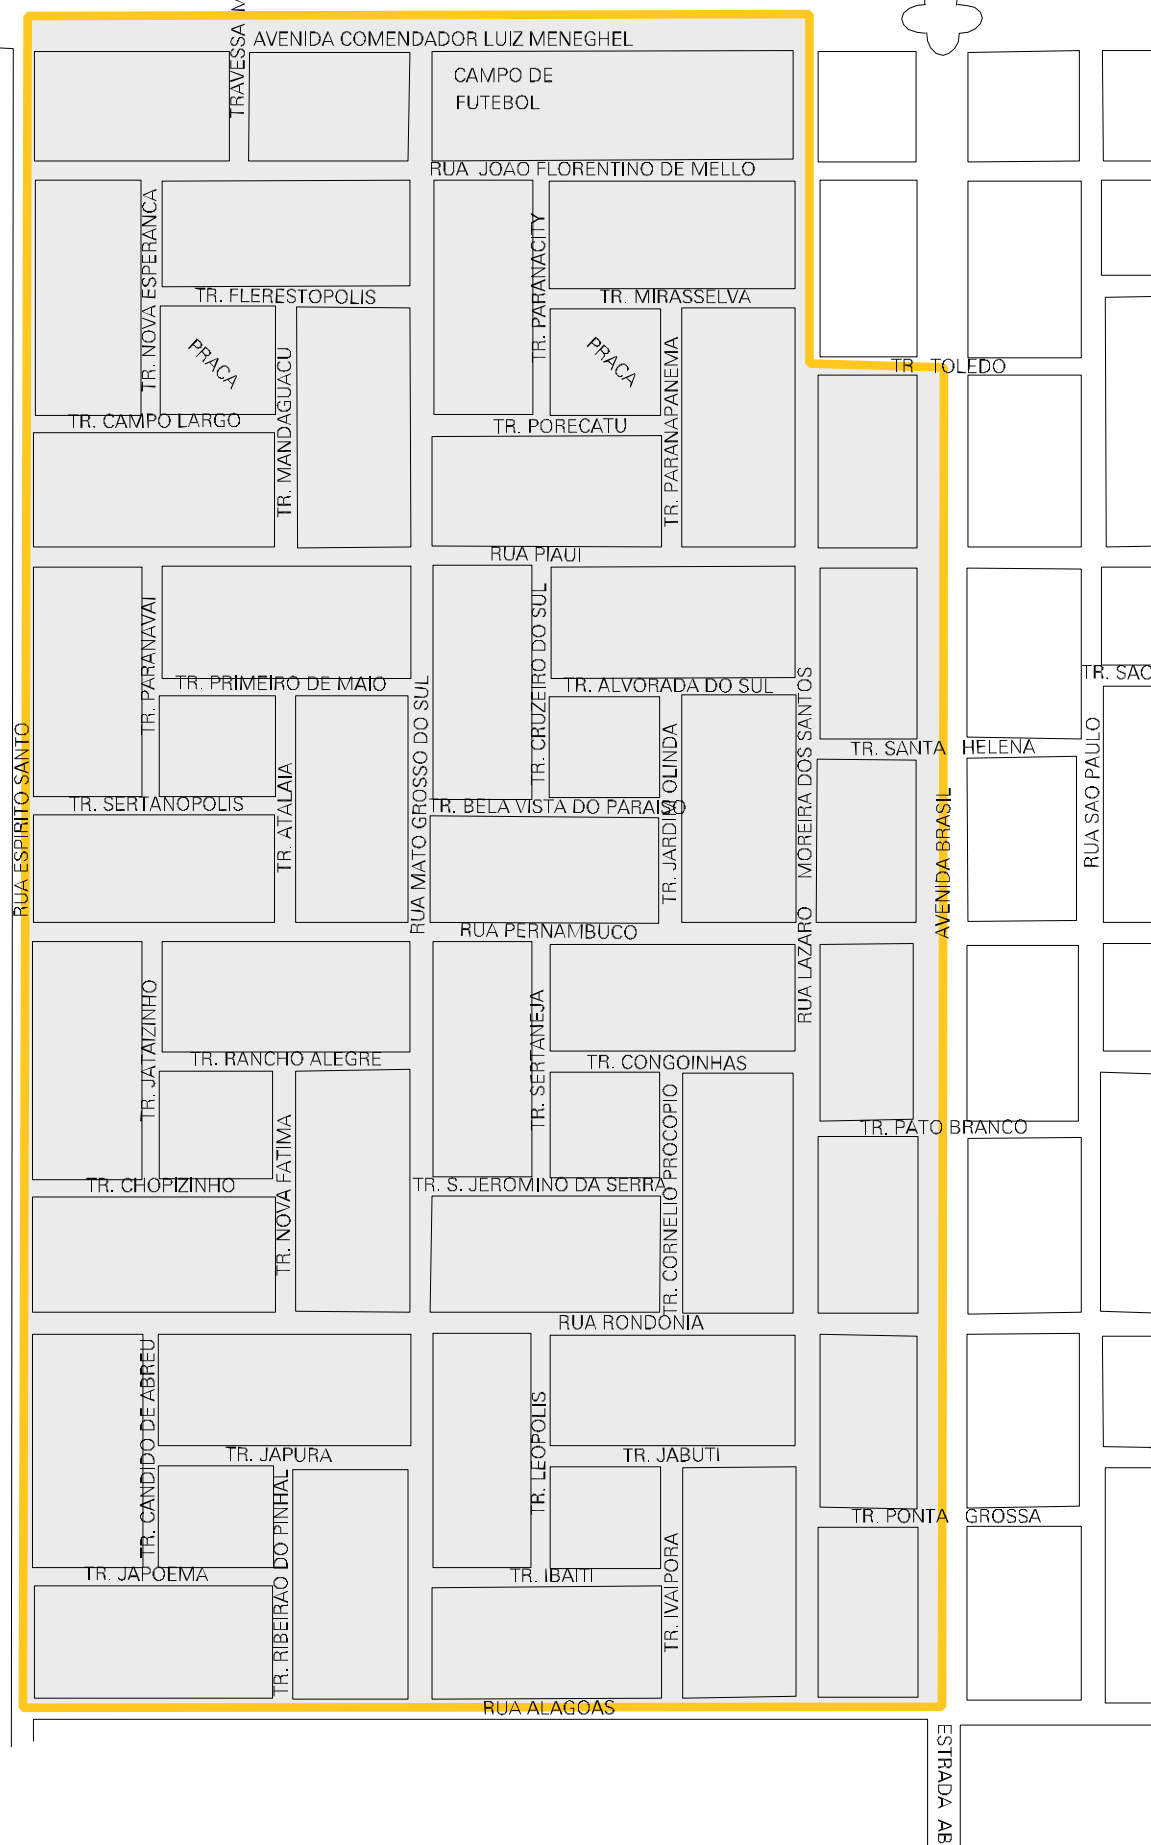 TRAVESSA M
AVENIDA COMENDADOR LUIZ MENEGHEL
CAMPO DE
FUTEBOL
RUA JOAO FLORENTINO DE MELLO
TR. NOVA ESPERANCA
TR. PARANACITY
TR. FLERESTOPOLIS
TR. MIRASSELVA
PRACA
PRACA
TR. MANDAGUACU
TR. PARANAPANEMA
TR. TOLEDO
TR. CAMPO LARGO
TR. PORECATU
RUA PIAUI
TR. PARANAVAI
TR. CRUZEIRO DO SUL
TR. PRIMEIRO DE MAIO
TR. ALVORADA DO SUL
TR. SAO
RUA ESPIRITO SANTO
RUA MATO GROSSO DO SUL
TR. JARDIM OLINDA
RUA LAZARO MOREIRA DOS SANTOS
TR. SANTA HELENA
RUA SAO PAULO
AVENIDA BRASIL
TR. ATALAIA
TR. SERTANOPOLIS
TR. BELA VISTA DO PARAISO
RUA PERNAMBUCO
TR. JATAIZINHO
TR. SERTANEJA
TR. RANCHO ALEGRE
TR. CONGOINHAS
TR. NOVA FATIMA
TR. CORNELIO PROCOPIO
TR. PATO BRANCO
TR. CHOPIZINHO
TR. S. JEROMINO DA SERRA
RUA RONDONIA
TR. CANDIDO DE ABREU
TR. LEOPOLIS
TR. JAPURA
TR. JABUTI
TR. RIBEIRAO DO PINHAL
TR. IVAIPORA
TR. PONTA GROSSA
TR. JAPOEMA
TR. IBAITI
RUA ALAGOAS
ESTRADA AB